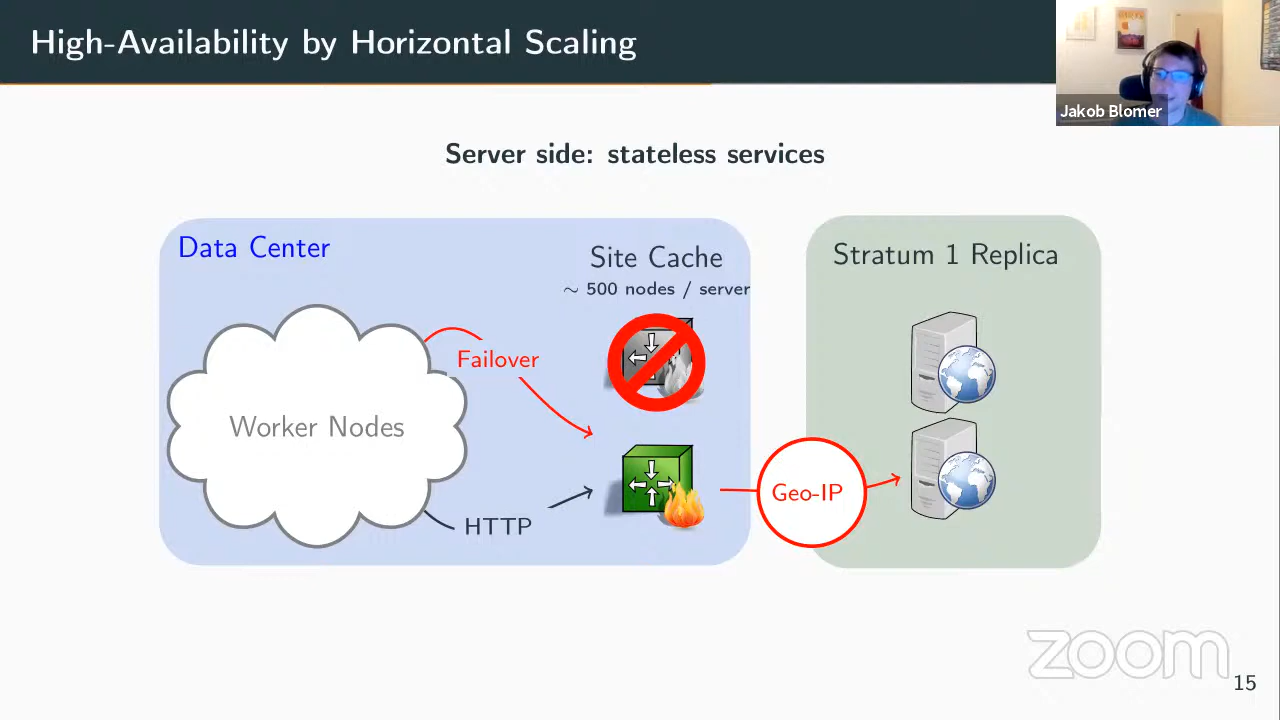 High-Availability by Horizontal Scaling
Jakob Blomer
Server side: stateless services
Data Center
Site Cache
~ 500 nodes / server
Stratum 1 Replica
Failover
Worker Nodes
Geo-IP
HTTP
zoom
15